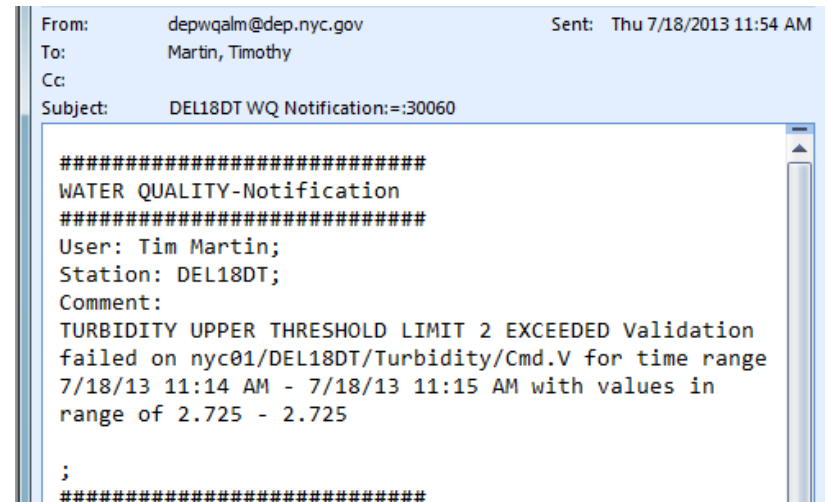 From: depwqalm@dep.nyc.gov Sent: Thu 7/18/2013 11:54 AM
To: Martin, Timothy
Cc:
Subject: DEL18DT WQ Notification:=:30060
############################
WATER QUALITY-Notification
############################
User: Tim Martin;
Station: DEL18DT;
Comment:
TURBIDITY UPPER THRESHOLD LIMIT 2 EXCEEDED Validation
failed on nyc01/DEL18DT/Turbidity/Cmd.V for time range
7/18/13 11:14 AM - 7/18/13 11:15 AM with values in
range of 2.725 - 2.725
;
############################